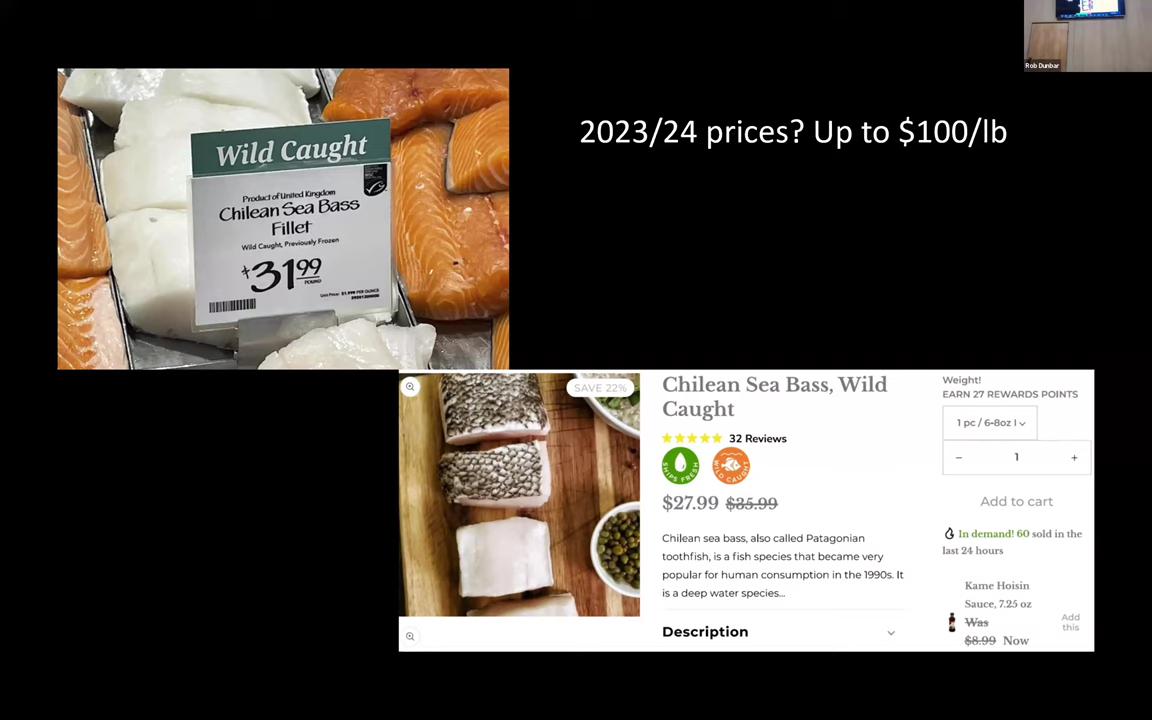 Rob Dunbar
2023/24 prices? Up to $100/lb
Wild Caught
Product of United Kingdom
Chilean Sea Bass
Fillet
Wild Caught, Previously Frozen
$31.99
POUND
SAVE 22%
Chilean Sea Bass, Wild
Caught
32 Reviews
SHIPS FRESH
WILD CAUGHT
$27.99 $35.99
Chilean sea bass, also called Patagonian
toothfish, is a fish species that became very
popular for human consumption in the 1990s. It
is a deep water species...
Description
Weight!
EARN 27 REWARDS POINTS
1 pc / 6-8oz
− 1 +
Add to cart
In demand! 60 sold in the
last 24 hours
Kame Hoisin
Sauce, 7.25 oz
Was
$8.99 Now
Add
this